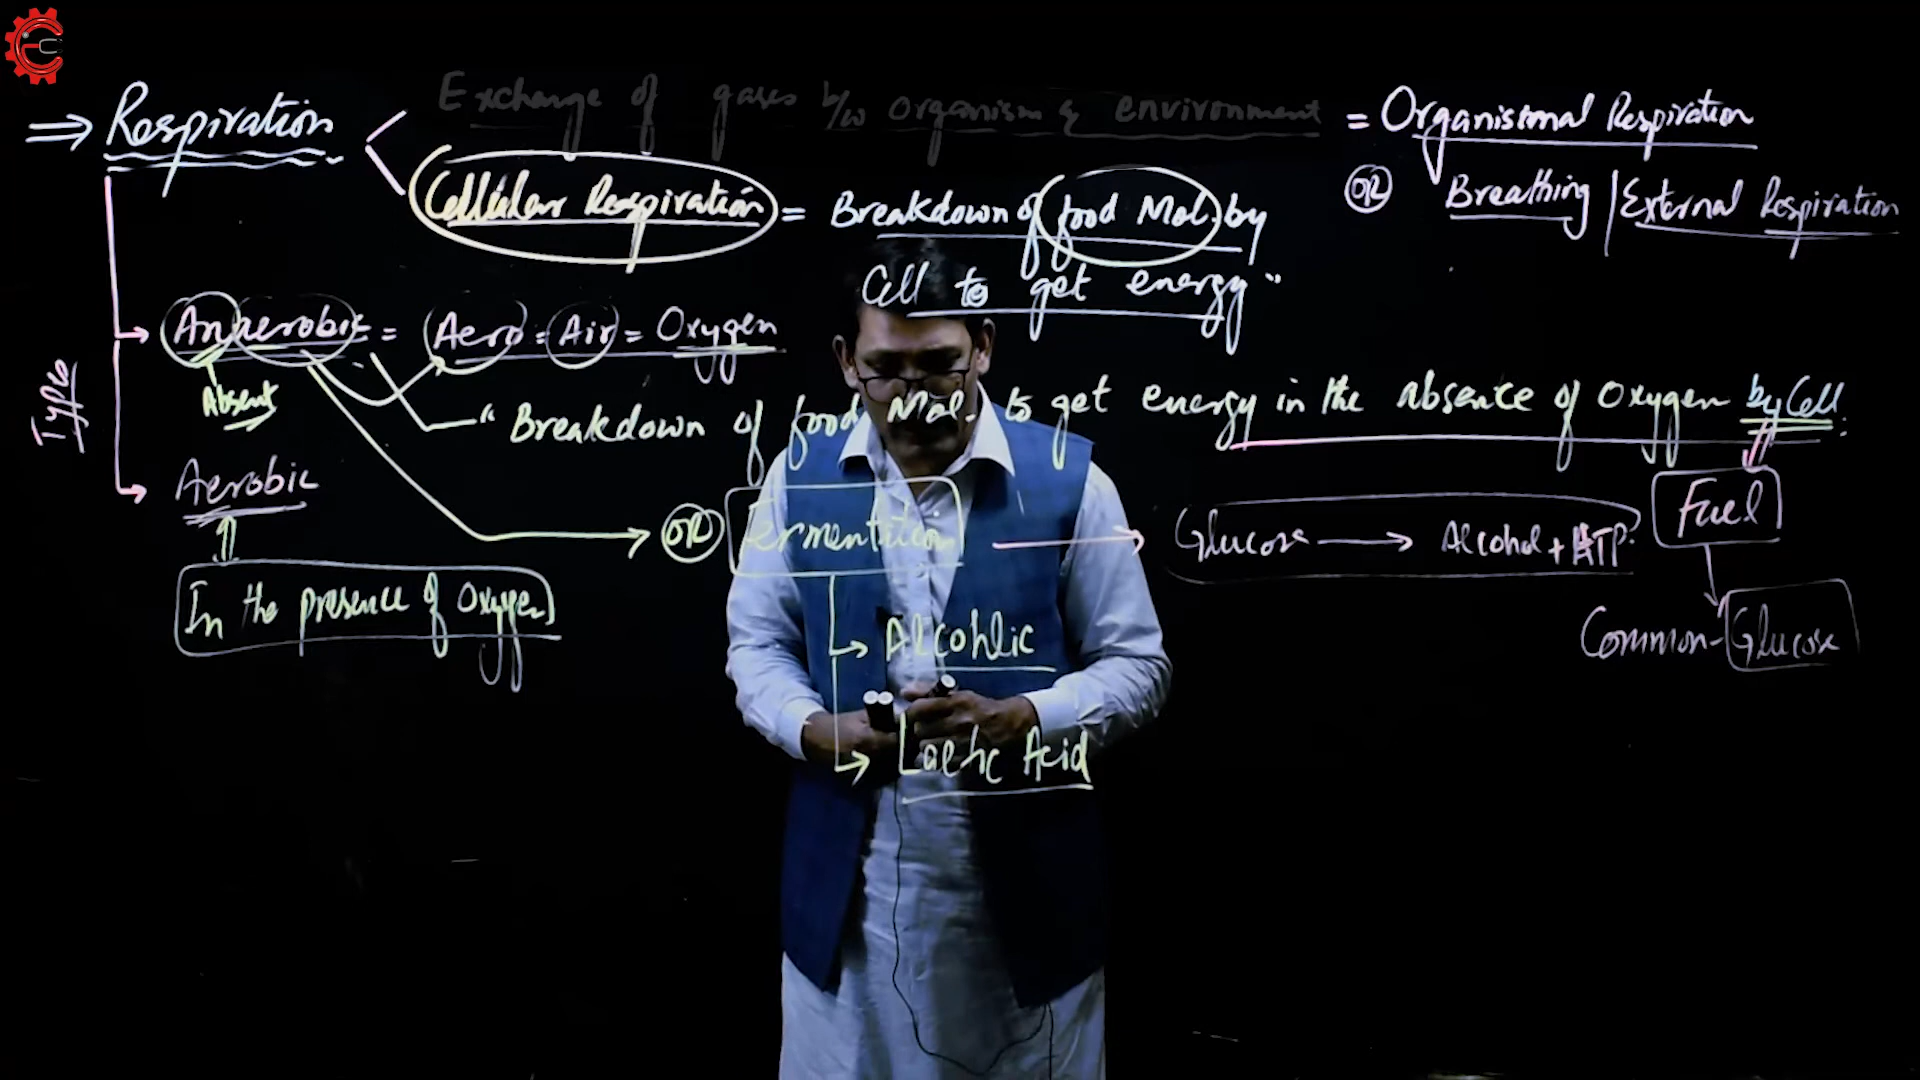 ⇒ Respiration
Exchange of gases b/w organism & environment = Organismal Respiration
OR Breathing / External Respiration
Cellular Respiration = Breakdown of food Mol. by
Cell to get energy"
Types
Anaerobic = Aero = Air = Oxygen
Absent
"Breakdown of food Mol. to get energy in the absence of Oxygen by Cell.
Aerobic
In the presence of Oxygen
OR Fermentation → Glucose → Alcohol + ATP.
Fuel
Common - Glucose
Alcohlic
Lactic Acid